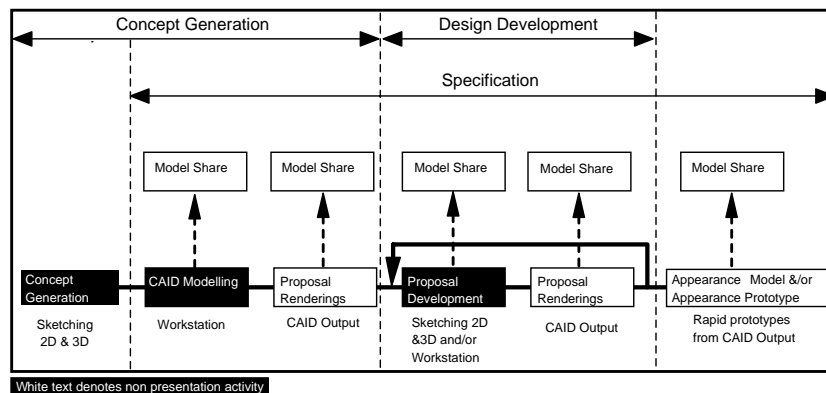 Concept Generation
Design Development
Specification
Model Share
Model Share
Model Share
Model Share
Model Share
Concept
Generation
CAID Modelling
Proposal
Renderings
Proposal
Development
Proposal
Renderings
Appearance Model &/or
Appearance Prototype
Sketching
2D & 3D
Workstation
CAID Output
Sketching 2D
&3D and/or
Workstation
CAID Output
Rapid prototypes
from CAID Output
White text denotes non presentation activity